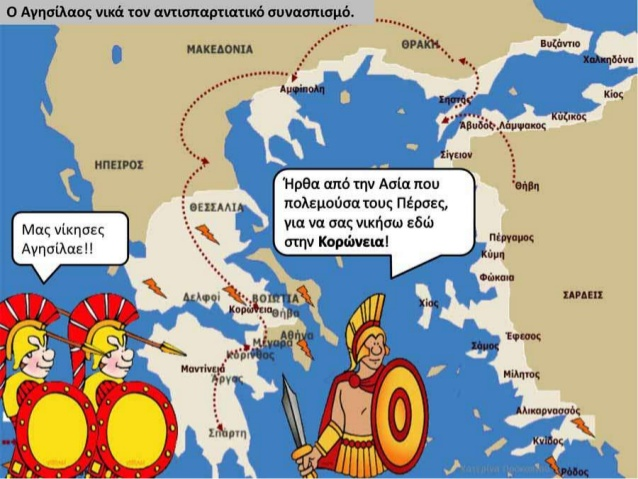 Ο Αγησίλαος νικά τον αντισπαρτιατικό συνασπισμό.
ΜΑΚΕΔΟΝΙΑ
ΘΡΑΚΗ
Βυζάντιο
Χαλκηδόνα
Αμφίπολη
Σηστός
Κίος
Κύζικος
Άβυδος
Λάμψακος
Σίγειον
ΗΠΕΙΡΟΣ
Θήβη
ΘΕΣΣΑΛΙΑ
Ήρθα από την Ασία που
πολεμούσα τους Πέρσες,
για να σας νικήσω εδώ
στην Κορώνεια!
Μας νίκησες
Αγησίλαε!!
Πέργαμος
Κύμη
Φώκαια
Δελφοί
ΒΟΙΩΤΙΑ
Κορώνεια
Θήβα
Χίος
ΣΑΡΔΕΙΣ
Αθήνα
Μέγαρα
Κόρινθος
Έφεσος
Σάμος
Μαντίνεια
Άργος
Μίλητος
Αλικαρνασσός
Σπάρτη
Κνίδος
Ρόδος